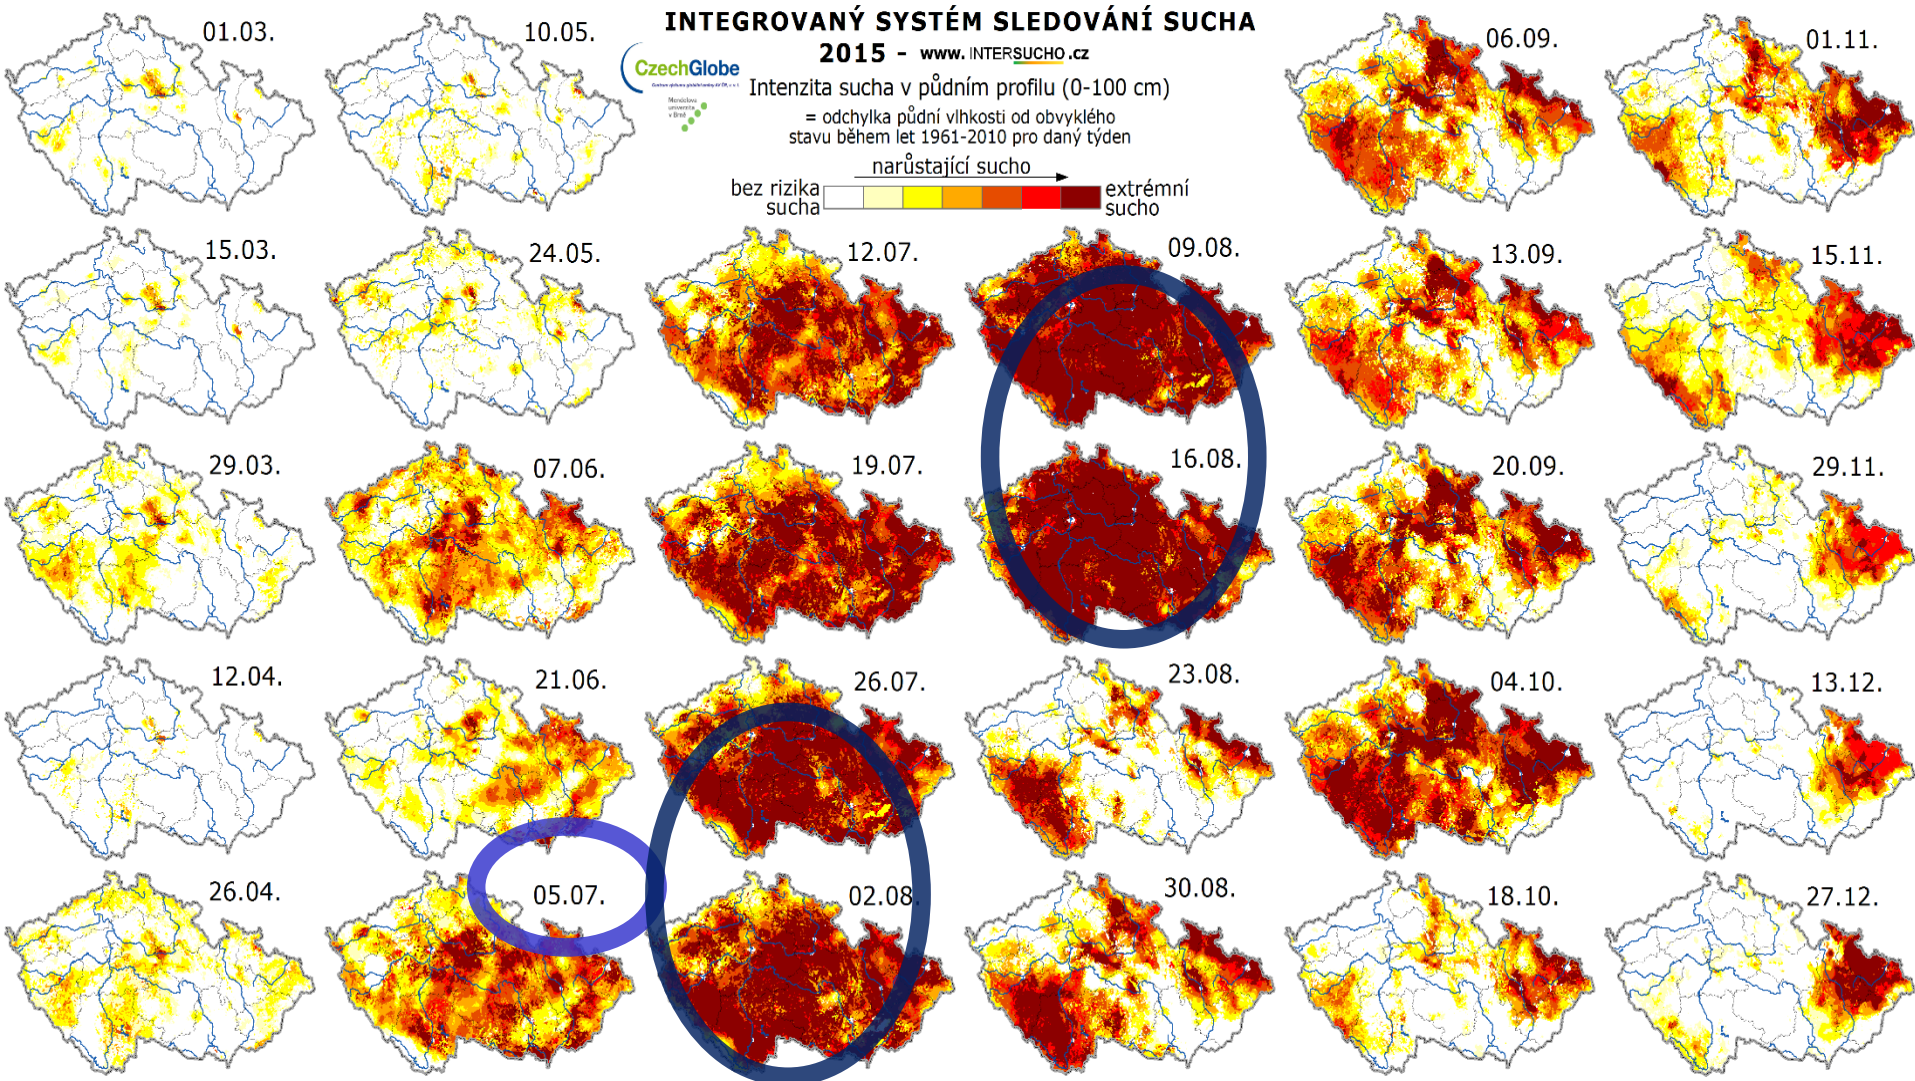 INTEGROVANÝ SYSTÉM SLEDOVÁNÍ SUCHA
2015 - www. INTERSUCHO .cz
CzechGlobe
Mendelova
univerzita
v Brně
Intenzita sucha v půdním profilu (0-100 cm)
= odchylka půdní vlhkosti od obvyklého
stavu během let 1961-2010 pro daný týden
narůstající sucho
bez rizika
sucha
extrémní
sucho
01.03.
15.03.
29.03.
12.04.
26.04.
10.05.
24.05.
07.06.
21.06.
05.07.
12.07.
19.07.
26.07.
02.08.
09.08.
16.08.
23.08.
30.08.
06.09.
13.09.
20.09.
04.10.
18.10.
01.11.
15.11.
29.11.
13.12.
27.12.